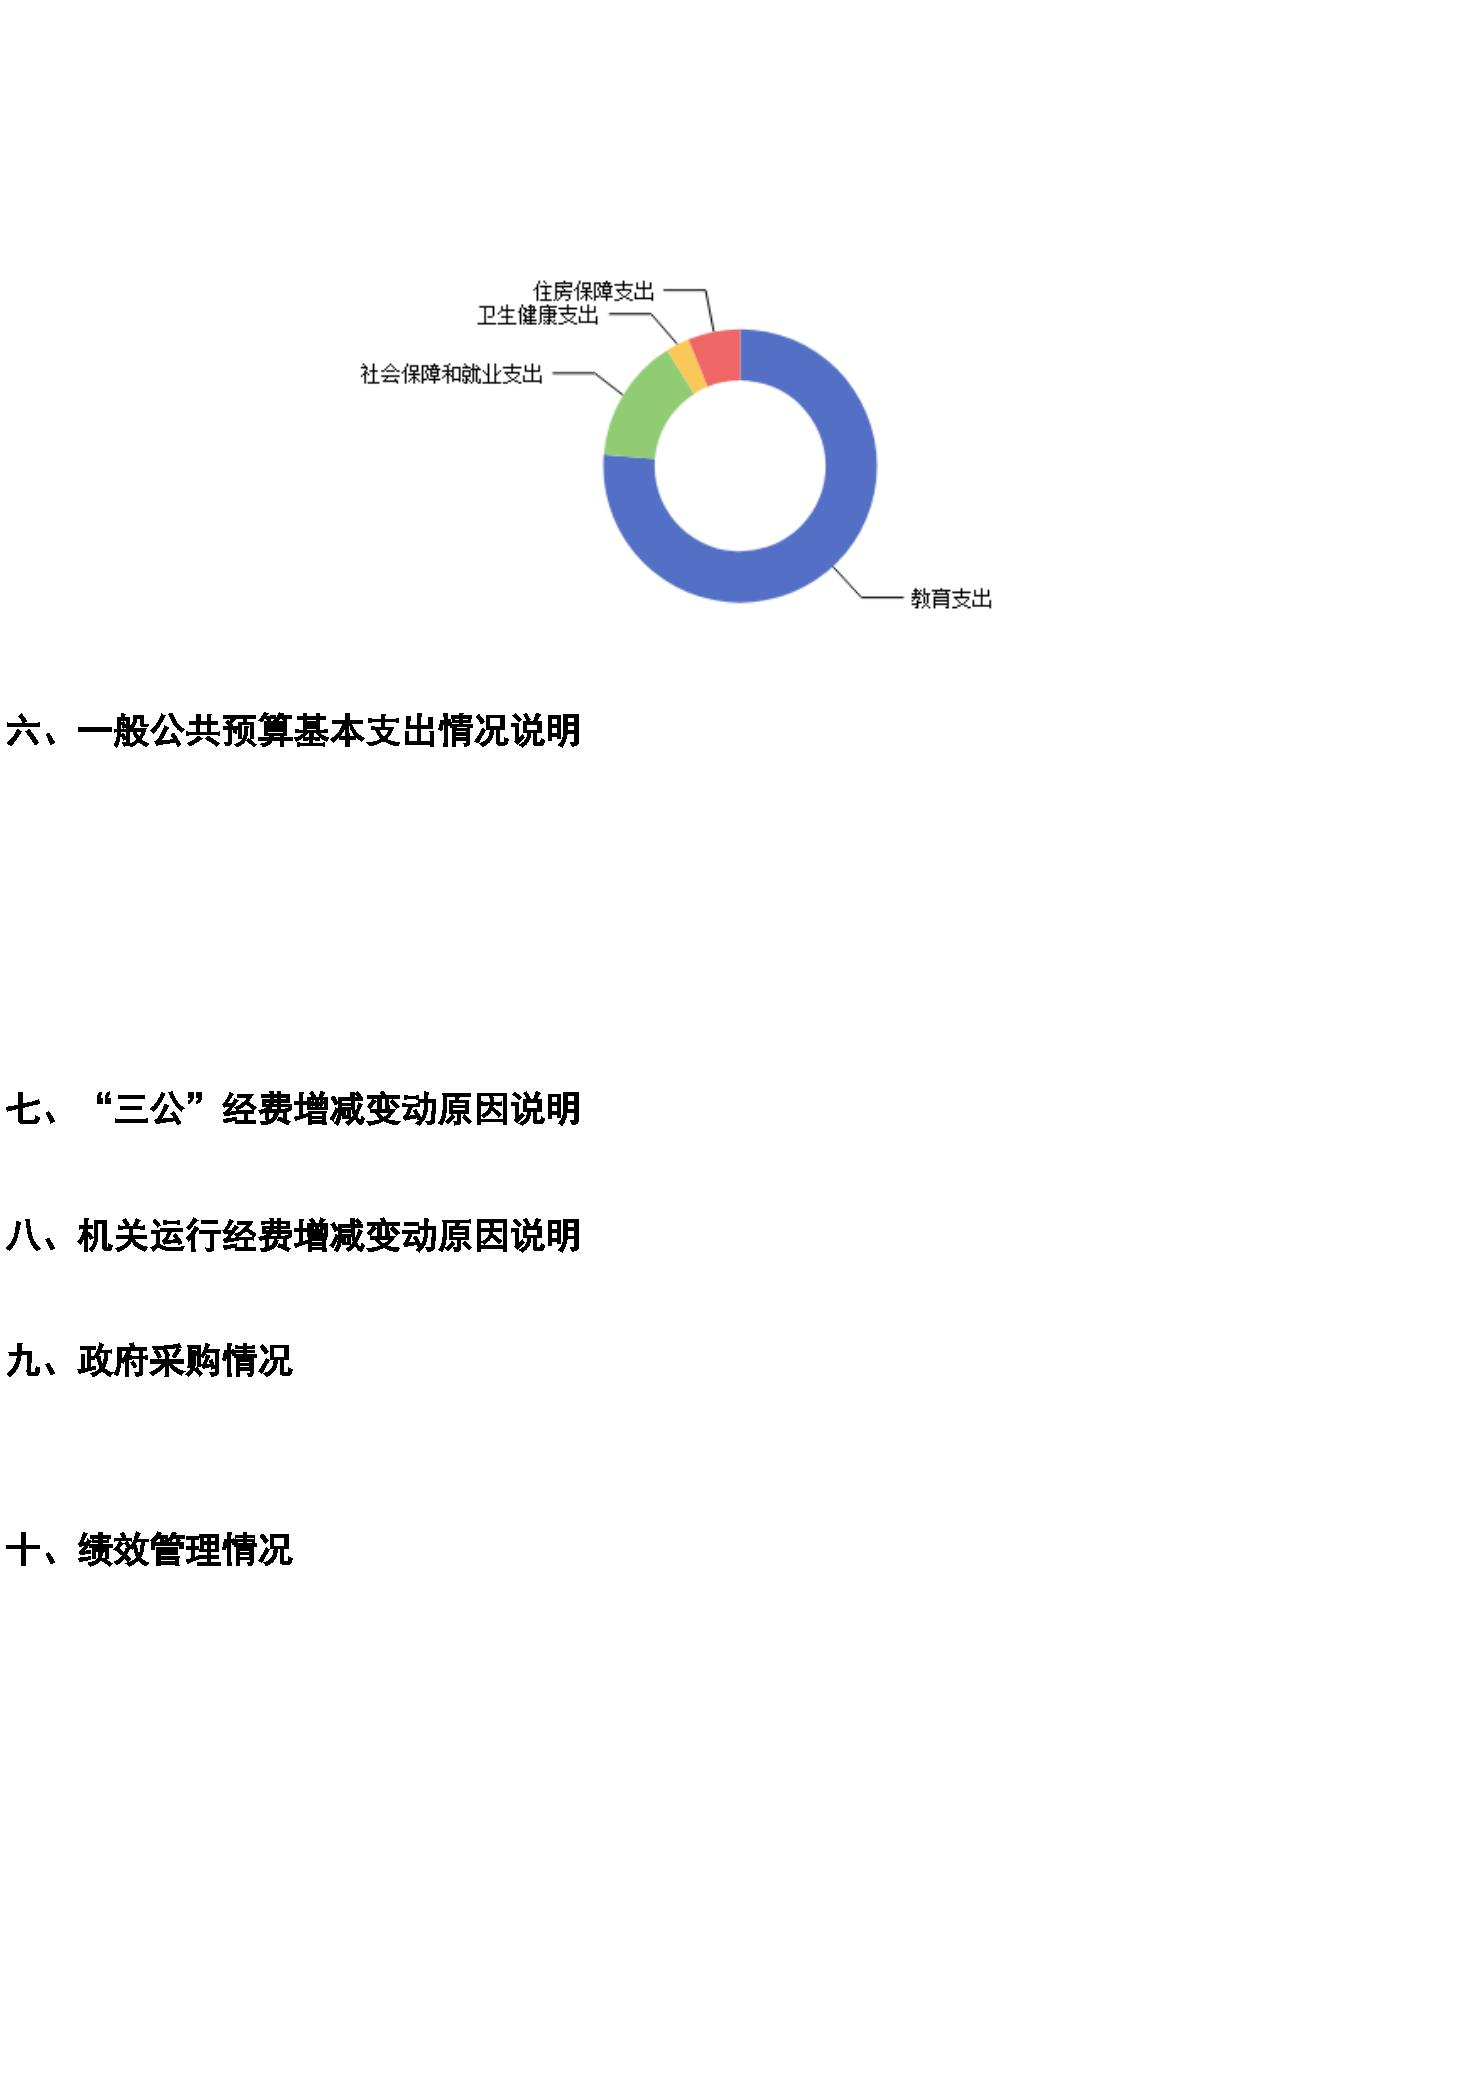 住房保障支出
卫生健康支出
社会保障和就业支出
教育支出
六、一般公共预算基本支出情况说明
七、“三公”经费增减变动原因说明
八、机关运行经费增减变动原因说明
九、政府采购情况
十、绩效管理情况